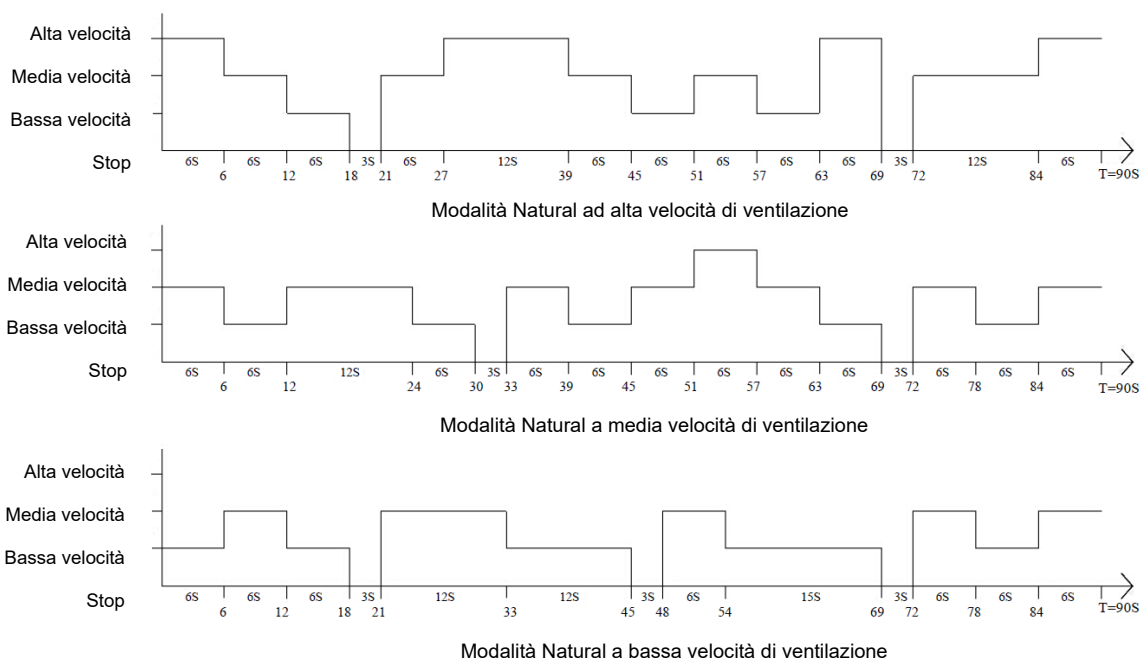 Alta velocità
Media velocità
Bassa velocità
Stop
6S 6S 6S 3S 6S 12S 6S 6S 6S 6S 6S 3S 12S 6S
6 12 18 21 27 39 45 51 57 63 69 72 84 T=90S
Modalità Natural ad alta velocità di ventilazione
Alta velocità
Media velocità
Bassa velocità
Stop
6S 6S 12S 6S 3S 6S 6S 6S 6S 6S 6S 3S 6S 6S 6S
6 12 24 30 33 39 45 51 57 63 69 72 78 84 T=90S
Modalità Natural a media velocità di ventilazione
Alta velocità
Media velocità
Bassa velocità
Stop
6S 6S 6S 3S 12S 12S 3S 6S 15S 3S 6S 6S 6S
6 12 18 21 33 45 48 54 69 72 78 84 T=90S
Modalità Natural a bassa velocità di ventilazione